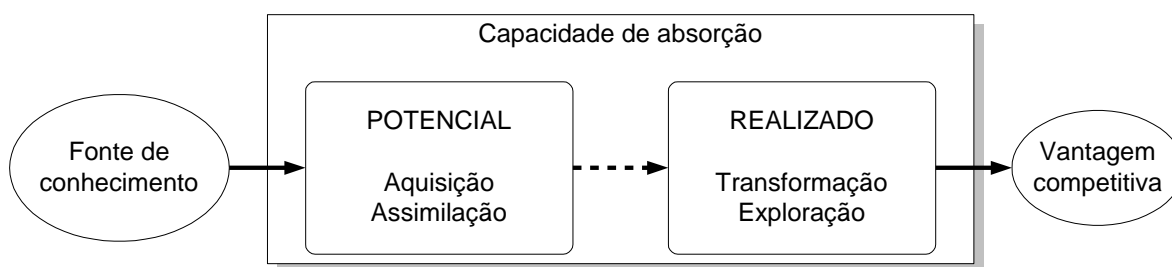 Capacidade de absorção
Fonte de
conhecimento
POTENCIAL
Aquisição
Assimilação
REALIZADO
Transformação
Exploração
Vantagem
competitiva